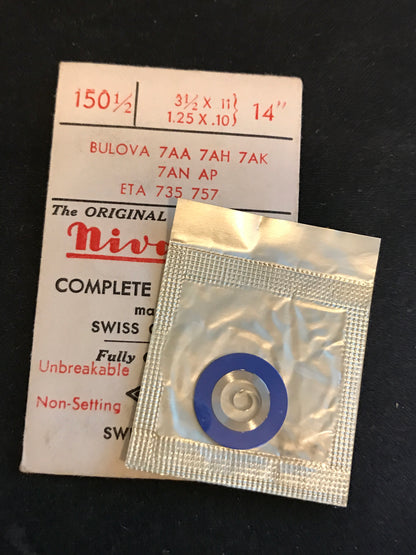 150½ 3½ X 11} 14"
1.25 X .10}
BULOVA 7AA 7AH 7AK
7AN AP
ETA 735 757
The ORIGINAL
COMPLETE
SWISS
Fully
Unbreakable
Non-Setting